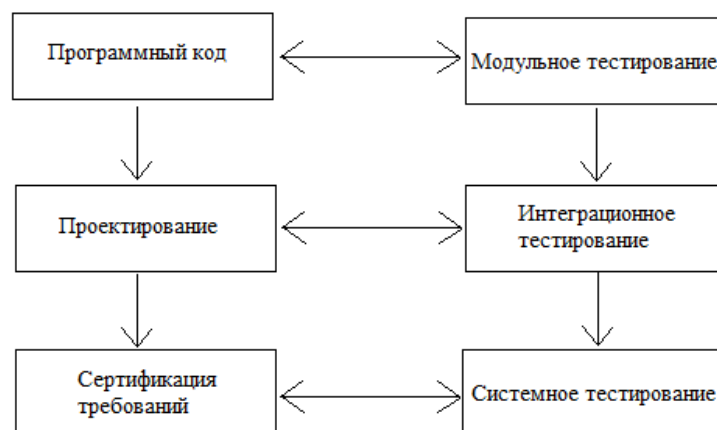 Программный код
Модульное тестирование
Проектирование
Интеграционное
тестирование
Сертификация
требований
Системное тестирование